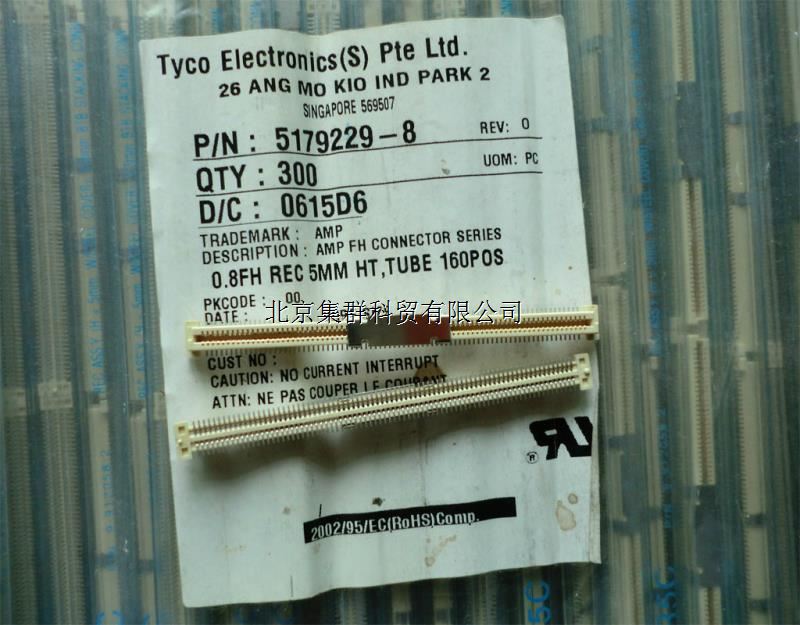 Tyco Electronics(S) Pte Ltd.
26 ANG MO KIO IND PARK 2
SINGAPORE 569507
P/N : 5179229-8 REV: O
QTY : 300 UOM: PC
D/C : 0615D6
TRADEMARK : AMP
DESCRIPTION : AMP FH CONNECTOR SERIES
0.8FH REC 5MM HT,TUBE 160POS
PKCODE : 00
北京集群科贸有限公司
DATE :
CUST NO :
CAUTION: NO CURRENT INTERRUPT
ATTN: NE PAS COUPER LE COURANT
2002/95/EC(RoHS)Comp.